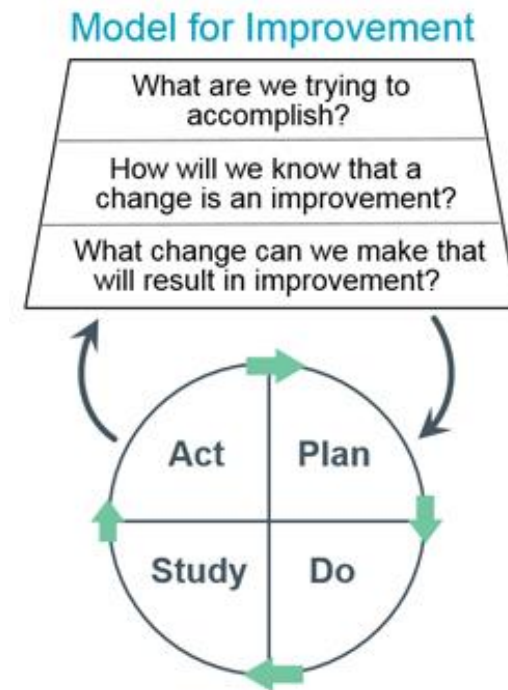 Model for Improvement
What are we trying to
accomplish?
How will we know that a
change is an improvement?
What change can we make that
will result in improvement?
Act
Plan
Study
Do